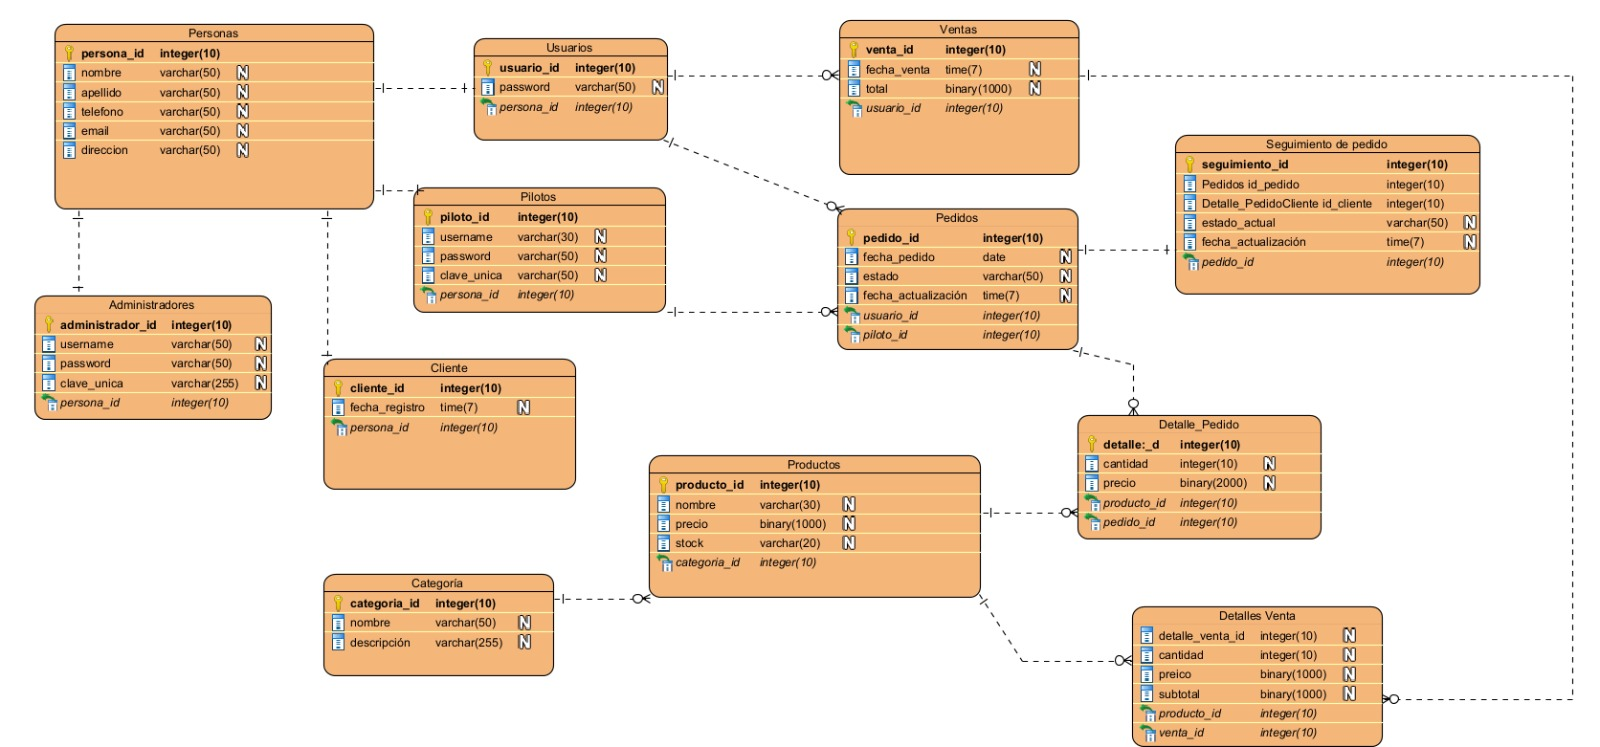 Personas
persona_id integer(10)
nombre varchar(50) N
apellido varchar(50) N
telefono varchar(50) N
email varchar(50) N
direccion varchar(50) N
Usuarios
usuario_id integer(10)
password varchar(50) N
persona_id integer(10)
Ventas
venta_id integer(10)
fecha_venta time(7) N
total binary(1000) N
usuario_id integer(10)
Seguimiento de pedido
seguimiento_id integer(10)
Pedidos id_pedido integer(10)
Detalle_PedidoCliente id_cliente integer(10)
estado_actual varchar(50) N
fecha_actualización time(7) N
pedido_id integer(10)
Pilotos
piloto_id integer(10)
username varchar(30) N
password varchar(50) N
clave_unica varchar(50) N
persona_id integer(10)
Pedidos
pedido_id integer(10)
fecha_pedido date N
estado varchar(50) N
fecha_actualización time(7) N
usuario_id integer(10)
piloto_id integer(10)
Administradores
administrador_id integer(10)
username varchar(50) N
password varchar(50) N
clave_unica varchar(255) N
persona_id integer(10)
Cliente
cliente_id integer(10)
fecha_registro time(7) N
persona_id integer(10)
Detalle_Pedido
detalle:_d integer(10)
cantidad integer(10) N
precio binary(2000) N
producto_id integer(10)
pedido_id integer(10)
Productos
producto_id integer(10)
nombre varchar(30) N
precio binary(1000) N
stock varchar(20) N
categoria_id integer(10)
Categoría
categoria_id integer(10)
nombre varchar(50) N
descripción varchar(255) N
Detalles Venta
detalle_venta_id integer(10) N
cantidad integer(10) N
preico binary(1000) N
subtotal binary(1000) N
producto_id integer(10)
venta_id integer(10)